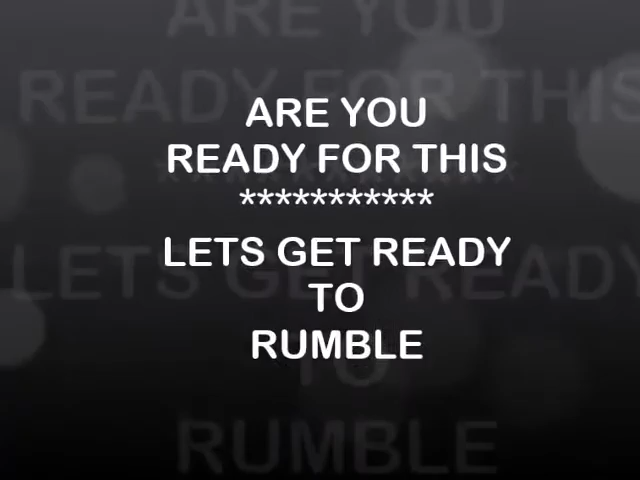 ARE YOU
READY FOR THIS
***********
LETS GET READY
TO
RUMBLE